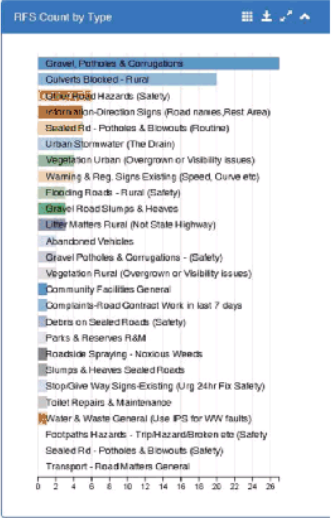 RFS Count by Type
Gravel, Potholes & Corrugations
Culverts Blocked - Rural
Other Road Hazards (Safety)
Information-Direction Signs (Road names,Rest Area)
Sealed Rd - Potholes & Blowouts (Routine)
Urban Stormwater (The Drain)
Vegetation Urban (Overgrown or Visibility issues)
Warning & Reg. Signs Existing (Speed, Curve etc)
Flooding Roads - Rural (Safety)
Gravel Road Slumps & Heaves
Litter Matters Rural (Not State Highway)
Abandoned Vehicles
Gravel Potholes & Corrugations - (Safety)
Vegetation Rural (Overgrown or Visibility issues)
Community Facilities General
Complaints-Road Contract Work in last 7 days
Debris on Sealed Roads (Safety)
Parks & Reserves R&M
Roadside Spraying - Noxious Weeds
Slumps & Heaves Sealed Roads
Stop/Give Way Signs-Existing (Urg 24hr Fix Safety)
Toilet Repairs & Maintenance
Water & Waste General (Use IPS for WW faults)
Footpaths Hazards - Trip/Hazard/Broken etc (Safety
Sealed Rd - Potholes & Blowouts (Safety)
Transport - Road Matters General
0 2 4 6 8 10 12 14 16 18 20 22 24 26